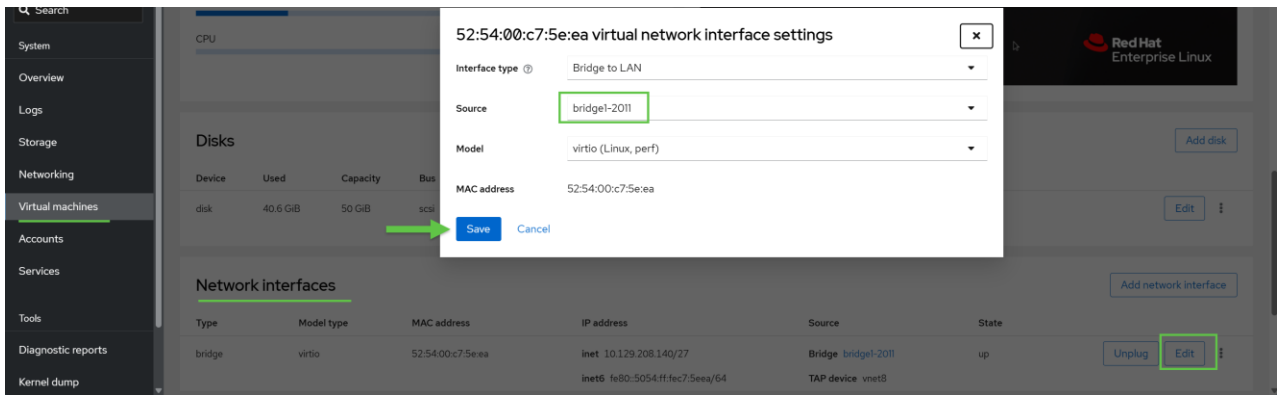 Search
System
Overview
Logs
Storage
Networking
Virtual machines
Accounts
Services
Tools
Diagnostic reports
Kernel dump
CPU
Red Hat
Enterprise Linux
52:54:00:c7:5e:ea virtual network interface settings
Interface type
Bridge to LAN
Source
bridge1-2011
Model
virtio (Linux, perf)
MAC address
52:54:00:c7:5e:ea
Save Cancel
Disks
Add disk
Device Used Capacity Bus
disk 40.6 GiB 50 GiB scsi
Edit
Network interfaces
Add network interface
Type Model type MAC address IP address Source State
bridge virtio 52:54:00:c7:5e:ea inet 10.129.208.140/27 Bridge bridge1-2011 up Unplug Edit
inet6 fe80::5054:ff:fec7:5eea/64 TAP device vnet8